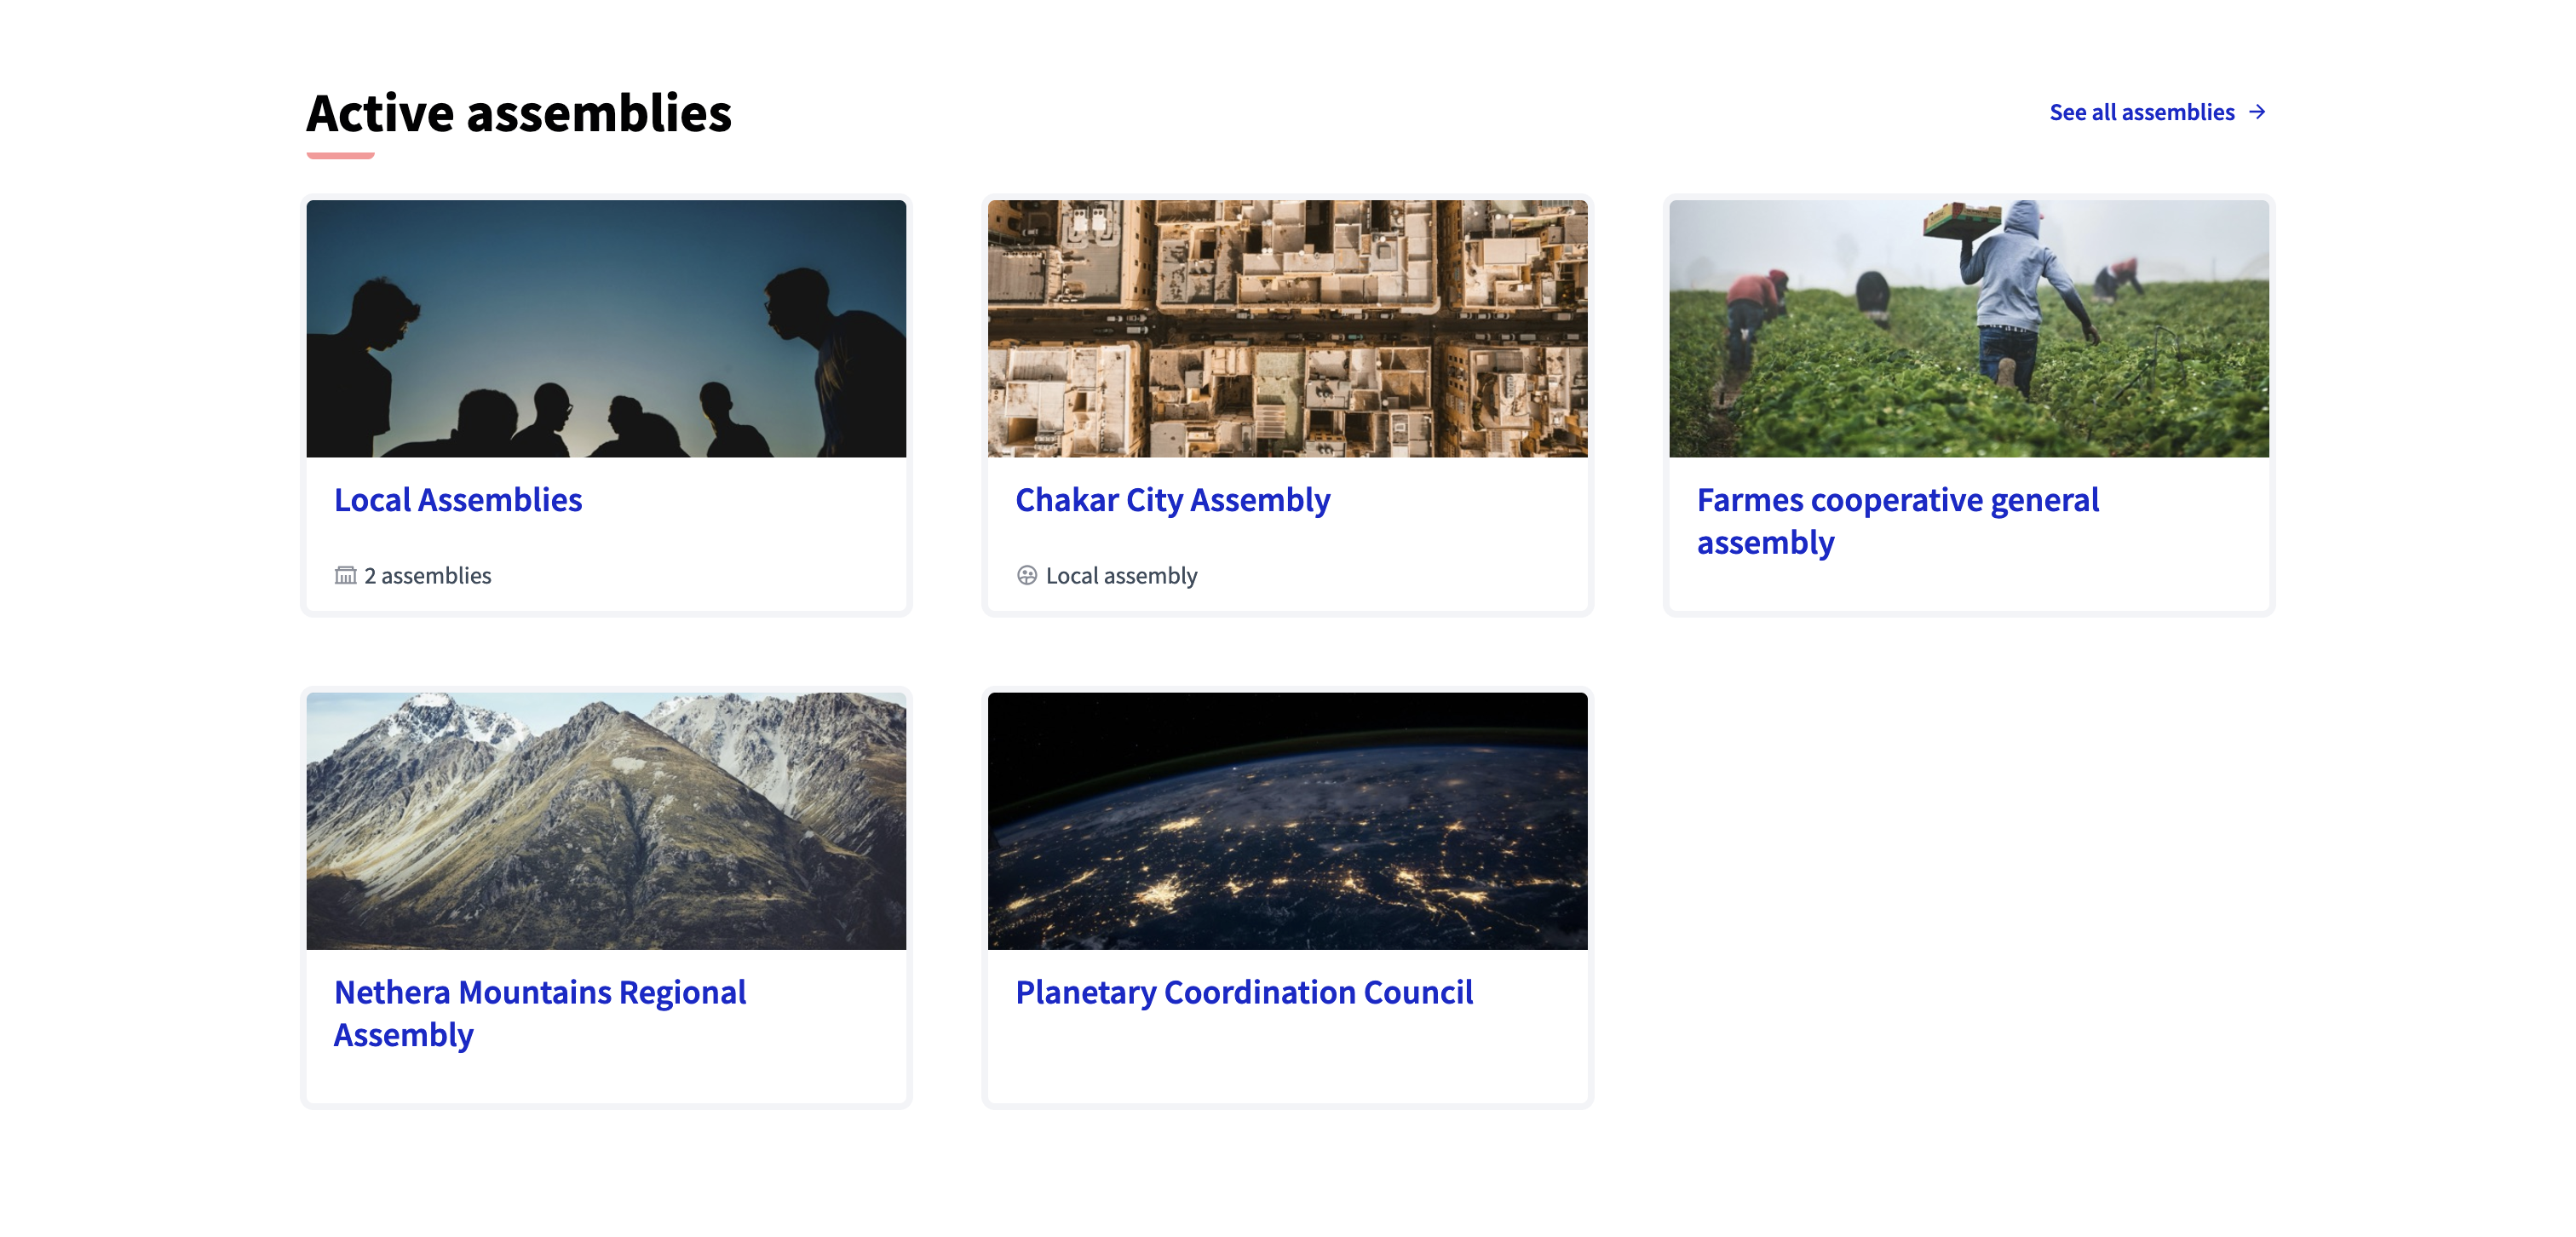 Active assemblies
See all assemblies →
Local Assemblies
2 assemblies
Chakar City Assembly
Local assembly
Farmes cooperative general
assembly
Nethera Mountains Regional
Assembly
Planetary Coordination Council